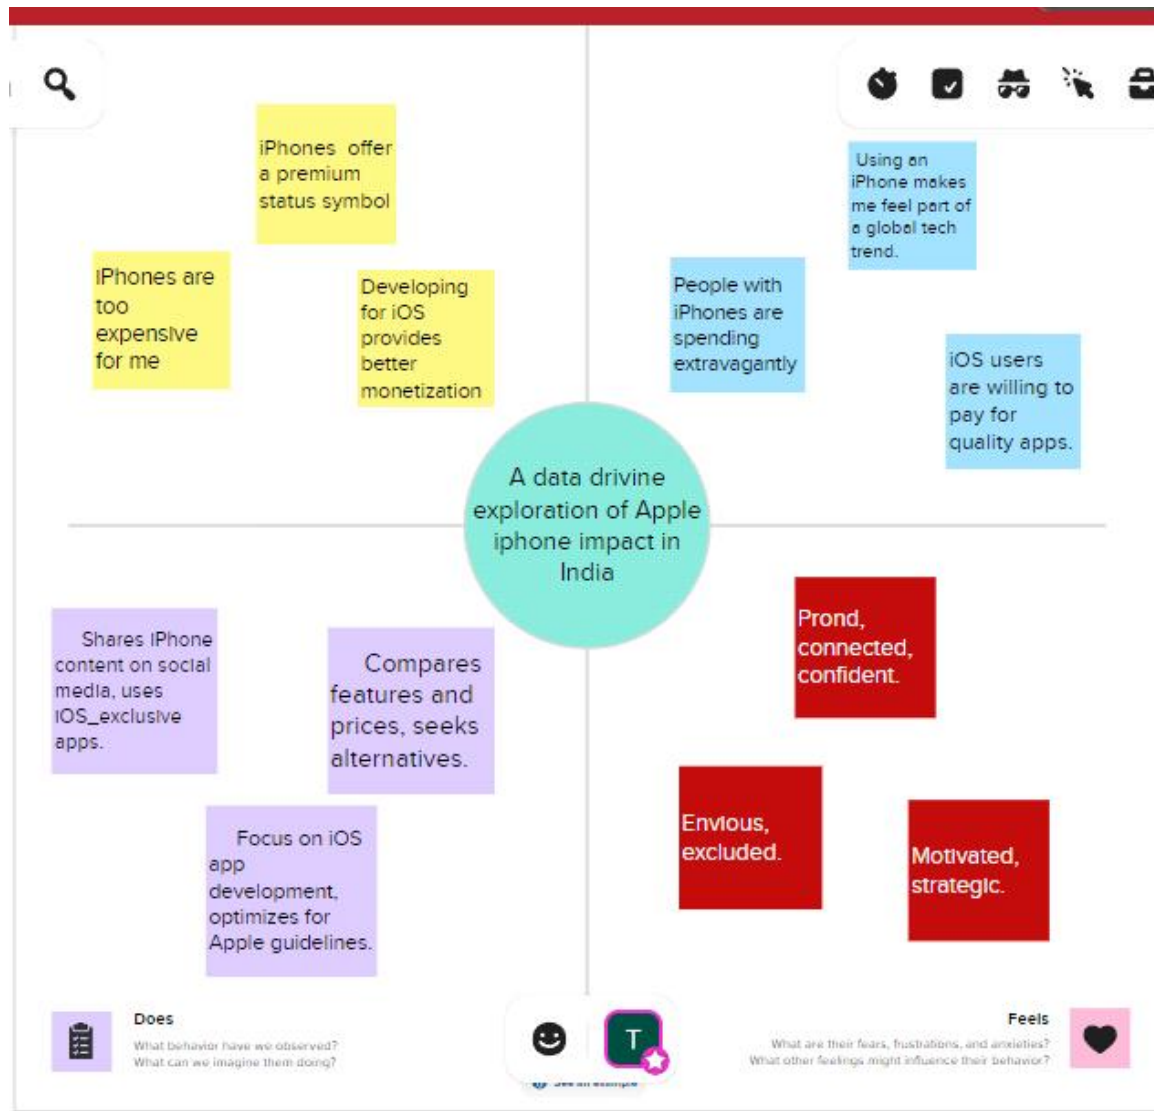 iPhones offer
a premium
status symbol
iPhones are
too
expensive
for me
Developing
for iOS
provides
better
monetization
Using an
iPhone makes
me feel part of
a global tech
trend.
People with
iPhones are
spending
extravagantly
iOS users
are willing to
pay for
quality apps.
A data drivine
exploration of Apple
iphone impact in
India
Shares iPhone
content on social
media, uses
iOS_exclusive
apps.
Compares
features and
prices, seeks
alternatives.
Focus on iOS
app
development,
optimizes for
Apple guidelines.
Prond,
connected,
confident.
Envious,
excluded.
Motivated,
strategic.
Does
What behavior have we observed?
What can we imagine them doing?
T
See an example
Feels
What are their fears, frustrations, and anxieties?
What other feelings might influence their behavior?